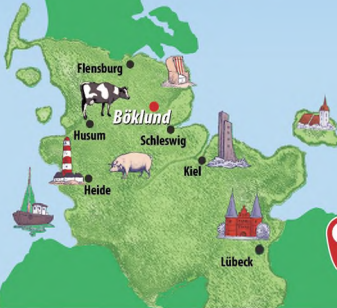 Flensburg
Böklund
Husum
Schleswig
Kiel
Heide
Lübeck